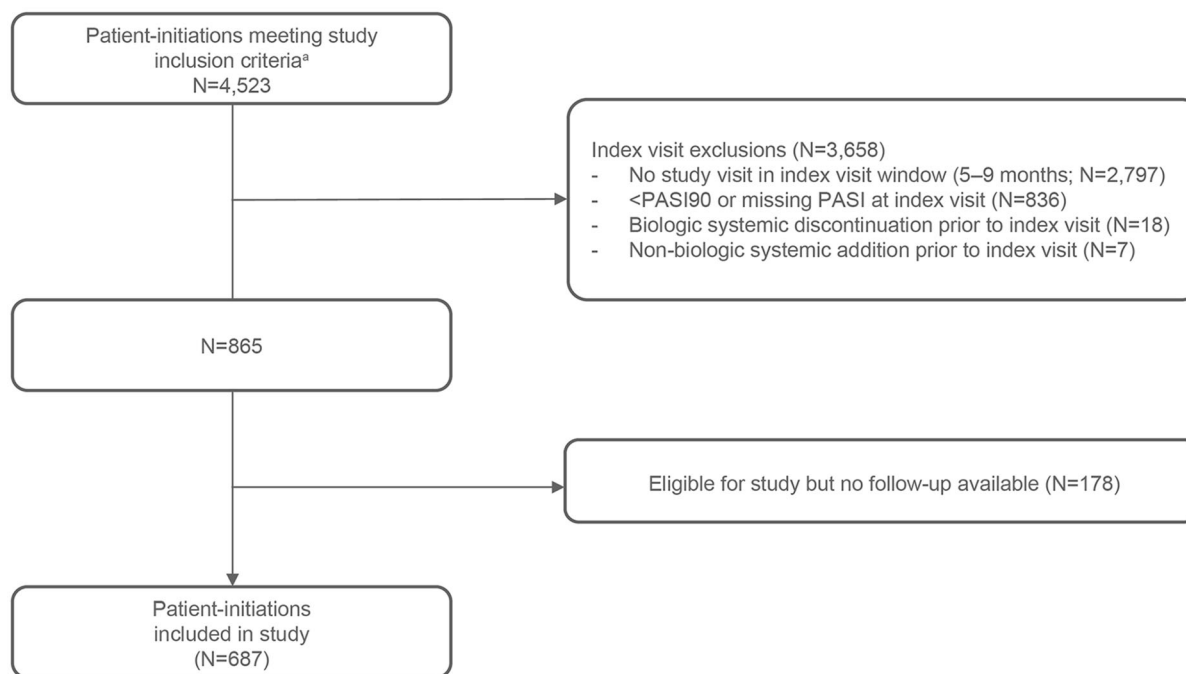 Patient-initiations meeting study
inclusion criteriaᵃ
N=4,523
Index visit exclusions (N=3,658)
- No study visit in index visit window (5–9 months; N=2,797)
- <PASI90 or missing PASI at index visit (N=836)
- Biologic systemic discontinuation prior to index visit (N=18)
- Non-biologic systemic addition prior to index visit (N=7)
N=865
Eligible for study but no follow-up available (N=178)
Patient-initiations
included in study
(N=687)